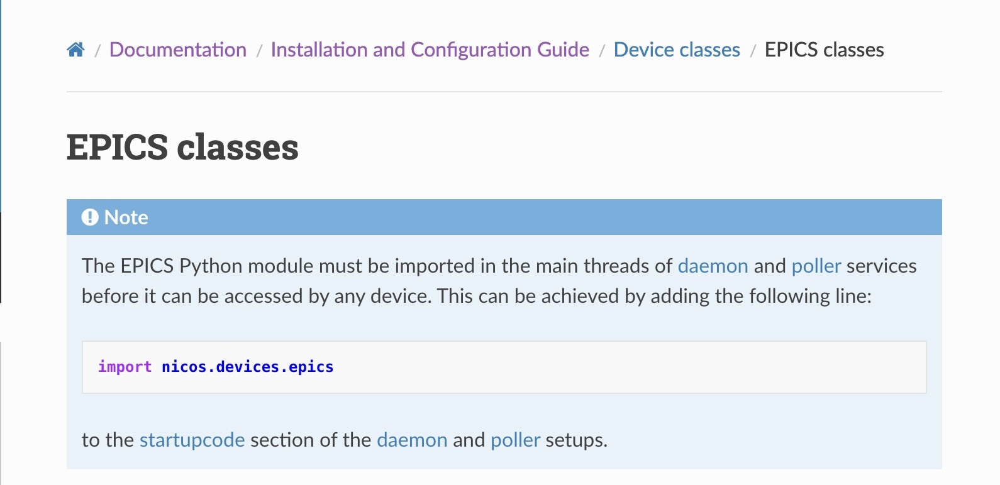 / Documentation / Installation and Configuration Guide / Device classes / EPICS classes
EPICS classes
Note
The EPICS Python module must be imported in the main threads of daemon and poller services
before it can be accessed by any device. This can be achieved by adding the following line:
import nicos.devices.epics
to the startupcode section of the daemon and poller setups.